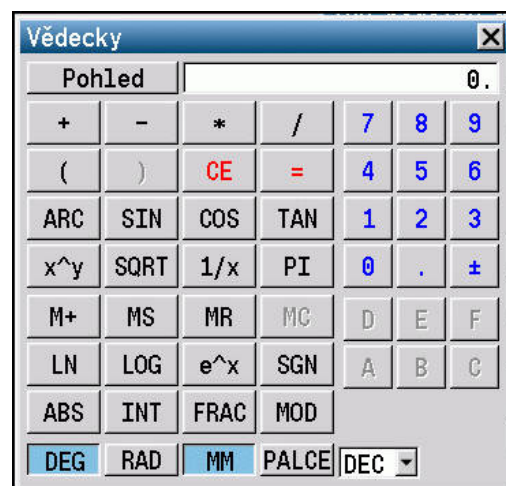 Vědecky
Pohled 0.
+ − * / 7 8 9
( ) CE = 4 5 6
ARC SIN COS TAN 1 2 3
x^y SQRT 1/x PI 0 . ±
M+ MS MR MC D E F
LN LOG e^x SGN A B C
ABS INT FRAC MOD
DEG RAD MM PALCE DEC